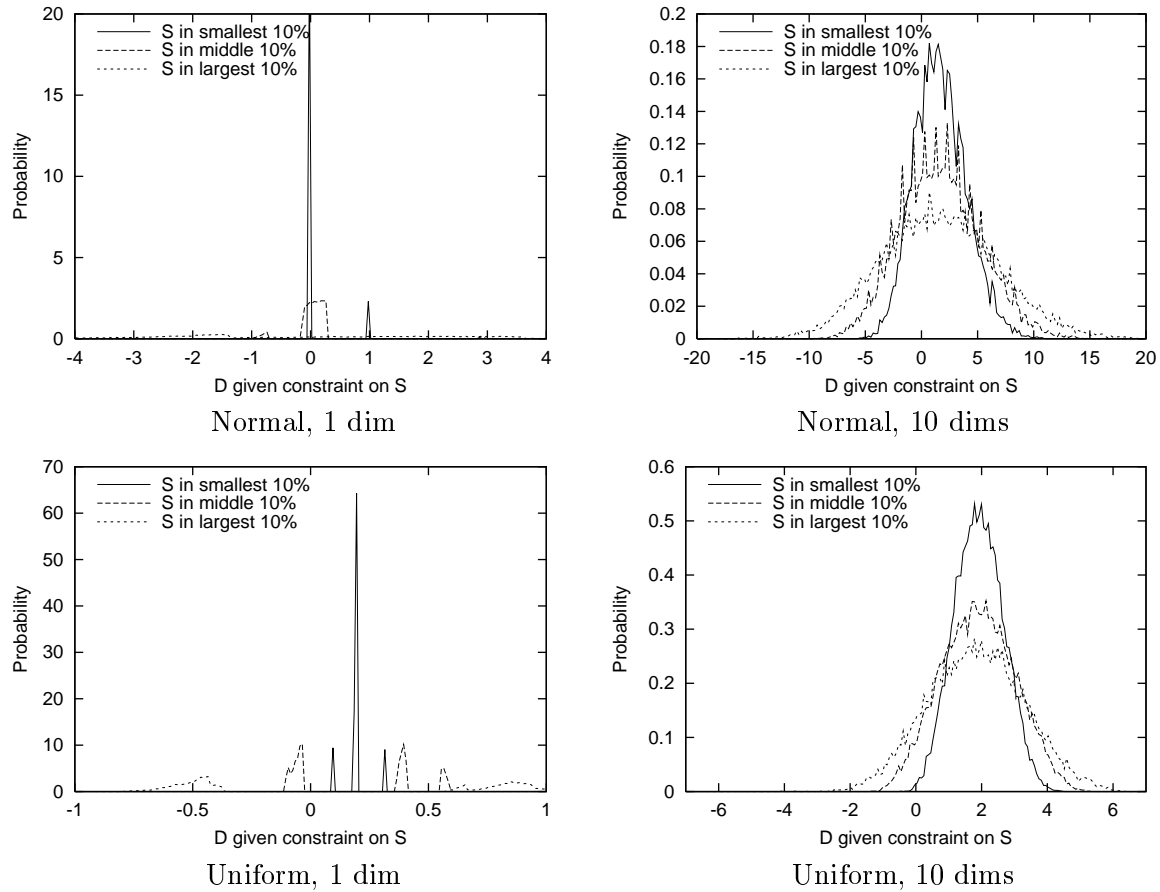 20
15
10
5
0
Probability
S in smallest 10%
S in middle 10%
S in largest 10%
-4 -3 -2 -1 0 1 2 3 4
D given constraint on S
Normal, 1 dim
0.2
0.18
0.16
0.14
0.12
0.1
0.08
0.06
0.04
0.02
0
Probability
S in smallest 10%
S in middle 10%
S in largest 10%
-20 -15 -10 -5 0 5 10 15 20
D given constraint on S
Normal, 10 dims
70
60
50
40
30
20
10
0
Probability
S in smallest 10%
S in middle 10%
S in largest 10%
-1 -0.5 0 0.5 1
D given constraint on S
Uniform, 1 dim
0.6
0.5
0.4
0.3
0.2
0.1
0
Probability
S in smallest 10%
S in middle 10%
S in largest 10%
-6 -4 -2 0 2 4 6
D given constraint on S
Uniform, 10 dims